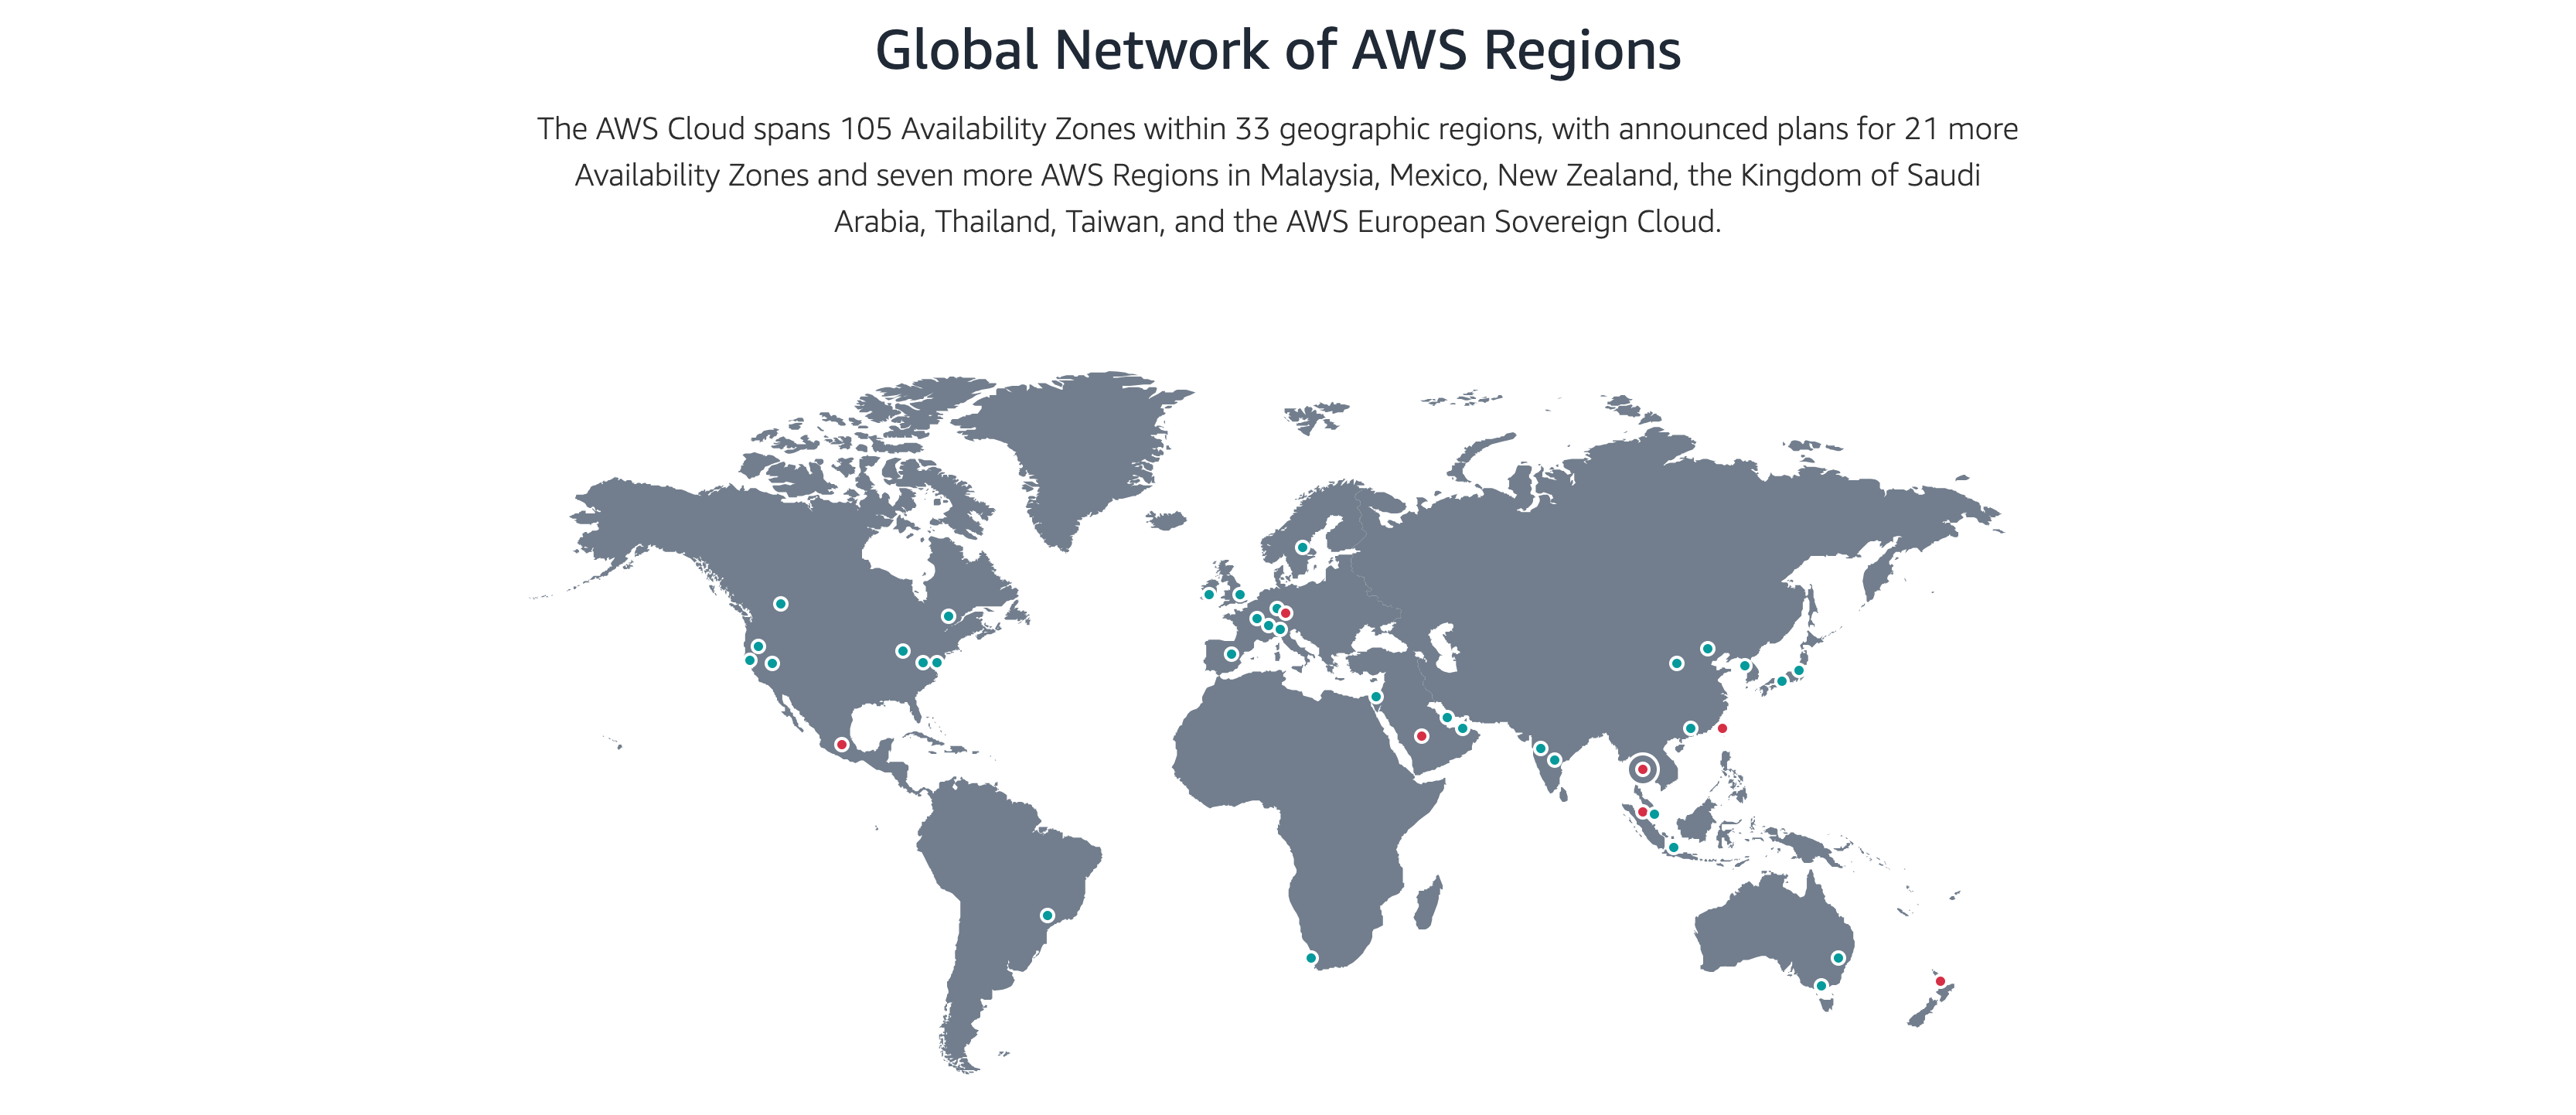 Global Network of AWS Regions
The AWS Cloud spans 105 Availability Zones within 33 geographic regions, with announced plans for 21 more
Availability Zones and seven more AWS Regions in Malaysia, Mexico, New Zealand, the Kingdom of Saudi
Arabia, Thailand, Taiwan, and the AWS European Sovereign Cloud.